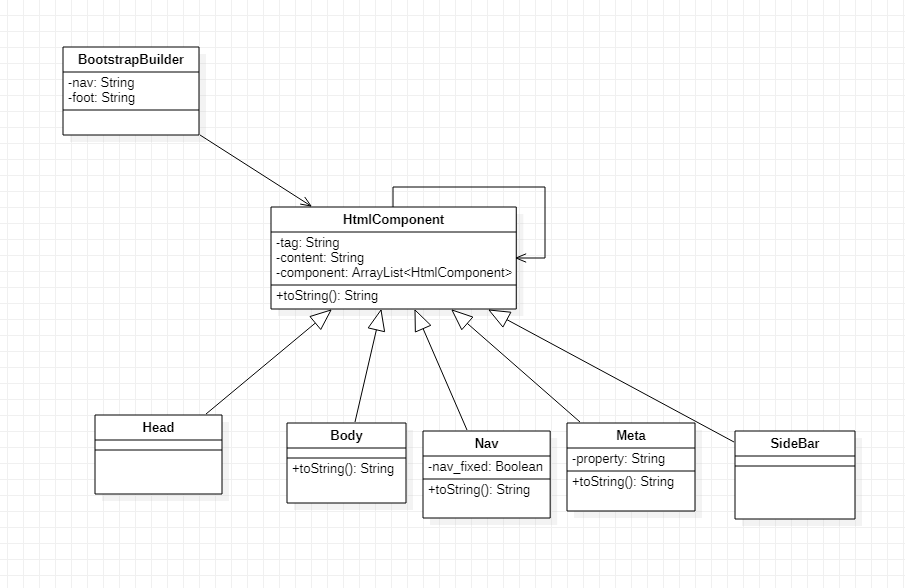 BootstrapBuilder
-nav: String
-foot: String
HtmlComponent
-tag: String
-content: String
-component: ArrayList<HtmlComponent>
+toString(): String
Head
Body
+toString(): String
Nav
-nav_fixed: Boolean
+toString(): String
Meta
-property: String
+toString(): String
SideBar